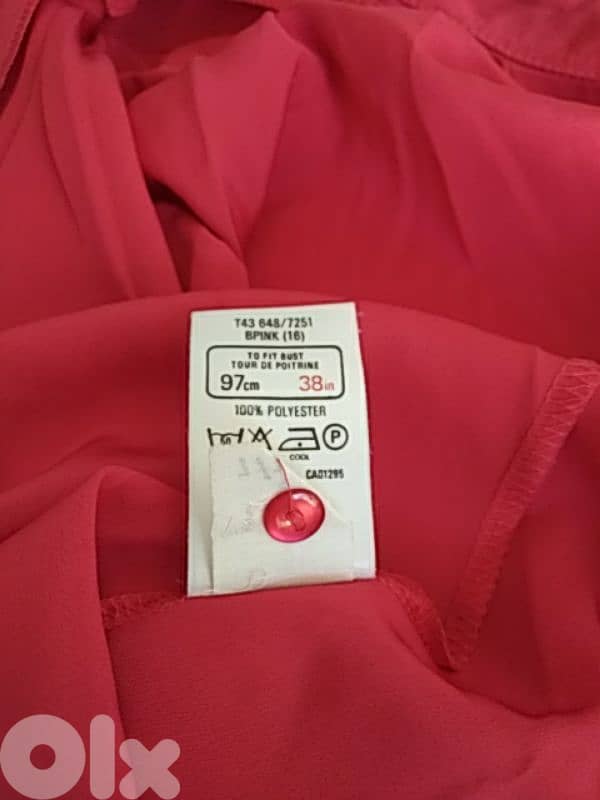 T43 648/7251
BPINK (16)
TO FIT BUST
TOUR DE POITRINE
97cm 38in
100% POLYESTER
P
COOL
CA01295
Olx